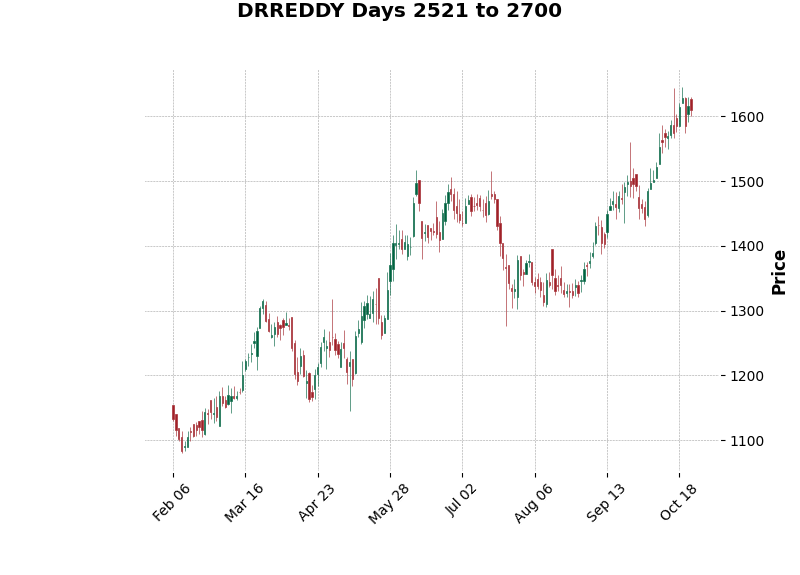 DRREDDY Days 2521 to 2700
1600
1500
1400
1300
1200
1100
Price
Feb 06
Mar 16
Apr 23
May 28
Jul 02
Aug 06
Sep 13
Oct 18